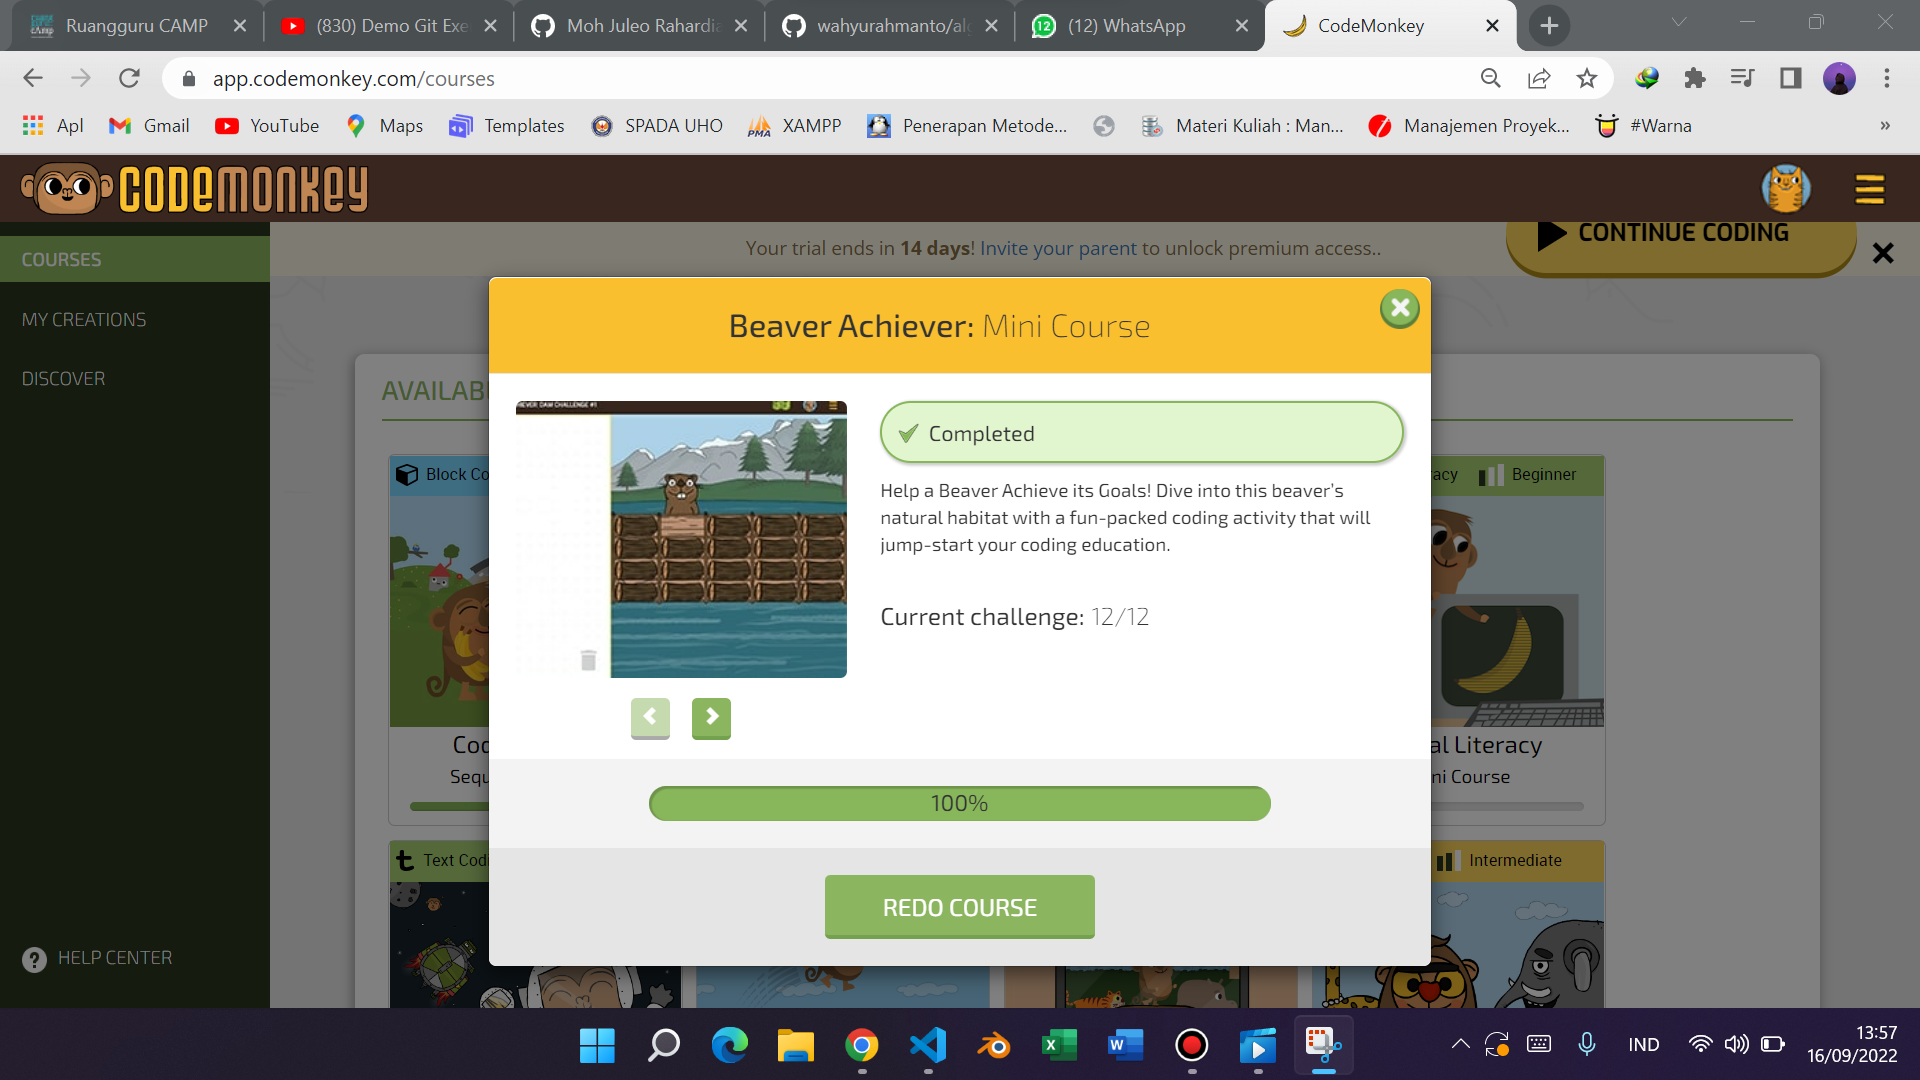 Ruangguru CAMP
(830) Demo Git Exe
Moh Juleo Rahardia
wahyurahmanto/alg
(12) WhatsApp
CodeMonkey
app.codemonkey.com/courses
Apl
Gmail
YouTube
Maps
Templates
SPADA UHO
XAMPP
Penerapan Metode...
Materi Kuliah : Man...
Manajemen Proyek...
#Warna
»
CODEMONKEY
COURSES
MY CREATIONS
DISCOVER
HELP CENTER
Your trial ends in 14 days! Invite your parent to unlock premium access..
CONTINUE CODING
AVAILAB
Block Co
Cod
Sequ
Text Codi
acy
Beginner
al Literacy
ni Course
Intermediate
Beaver Achiever: Mini Course
Completed
Help a Beaver Achieve its Goals! Dive into this beaver's
natural habitat with a fun-packed coding activity that will
jump-start your coding education.
Current challenge: 12/12
100%
REDO COURSE
IND
13:57
16/09/2022